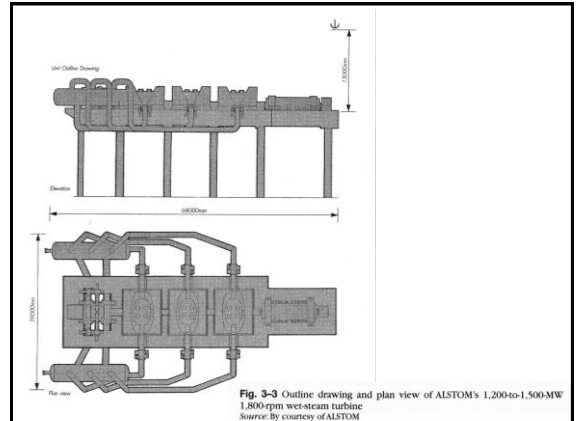 Unit Outline Drawing
13000mm
Elevation
68000mm
39000mm
Plan view
Fig. 3–3 Outline drawing and plan view of ALSTOM's 1,200-to-1,500-MW
1,800-rpm wet-steam turbine
Source: By courtesy of ALSTOM